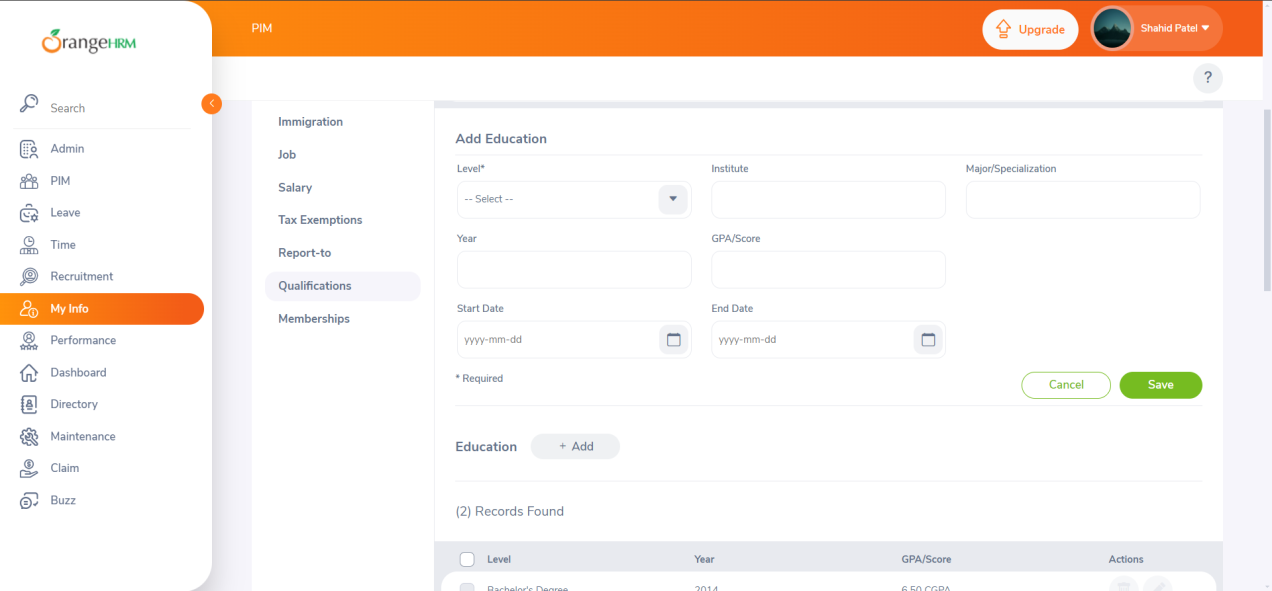 OrangeHRM
PIM
Upgrade
Shahid Patel
?
Search
Admin
PIM
Leave
Time
Recruitment
My Info
Performance
Dashboard
Directory
Maintenance
Claim
Buzz
Immigration
Job
Salary
Tax Exemptions
Report-to
Qualifications
Memberships
Add Education
Level* Institute Major/Specialization
-- Select --
Year GPA/Score
Start Date End Date
yyyy-mm-dd yyyy-mm-dd
* Required
Cancel Save
Education + Add
(2) Records Found
Level Year GPA/Score Actions
Bachelor's Degree 2014 6.50 CGPA